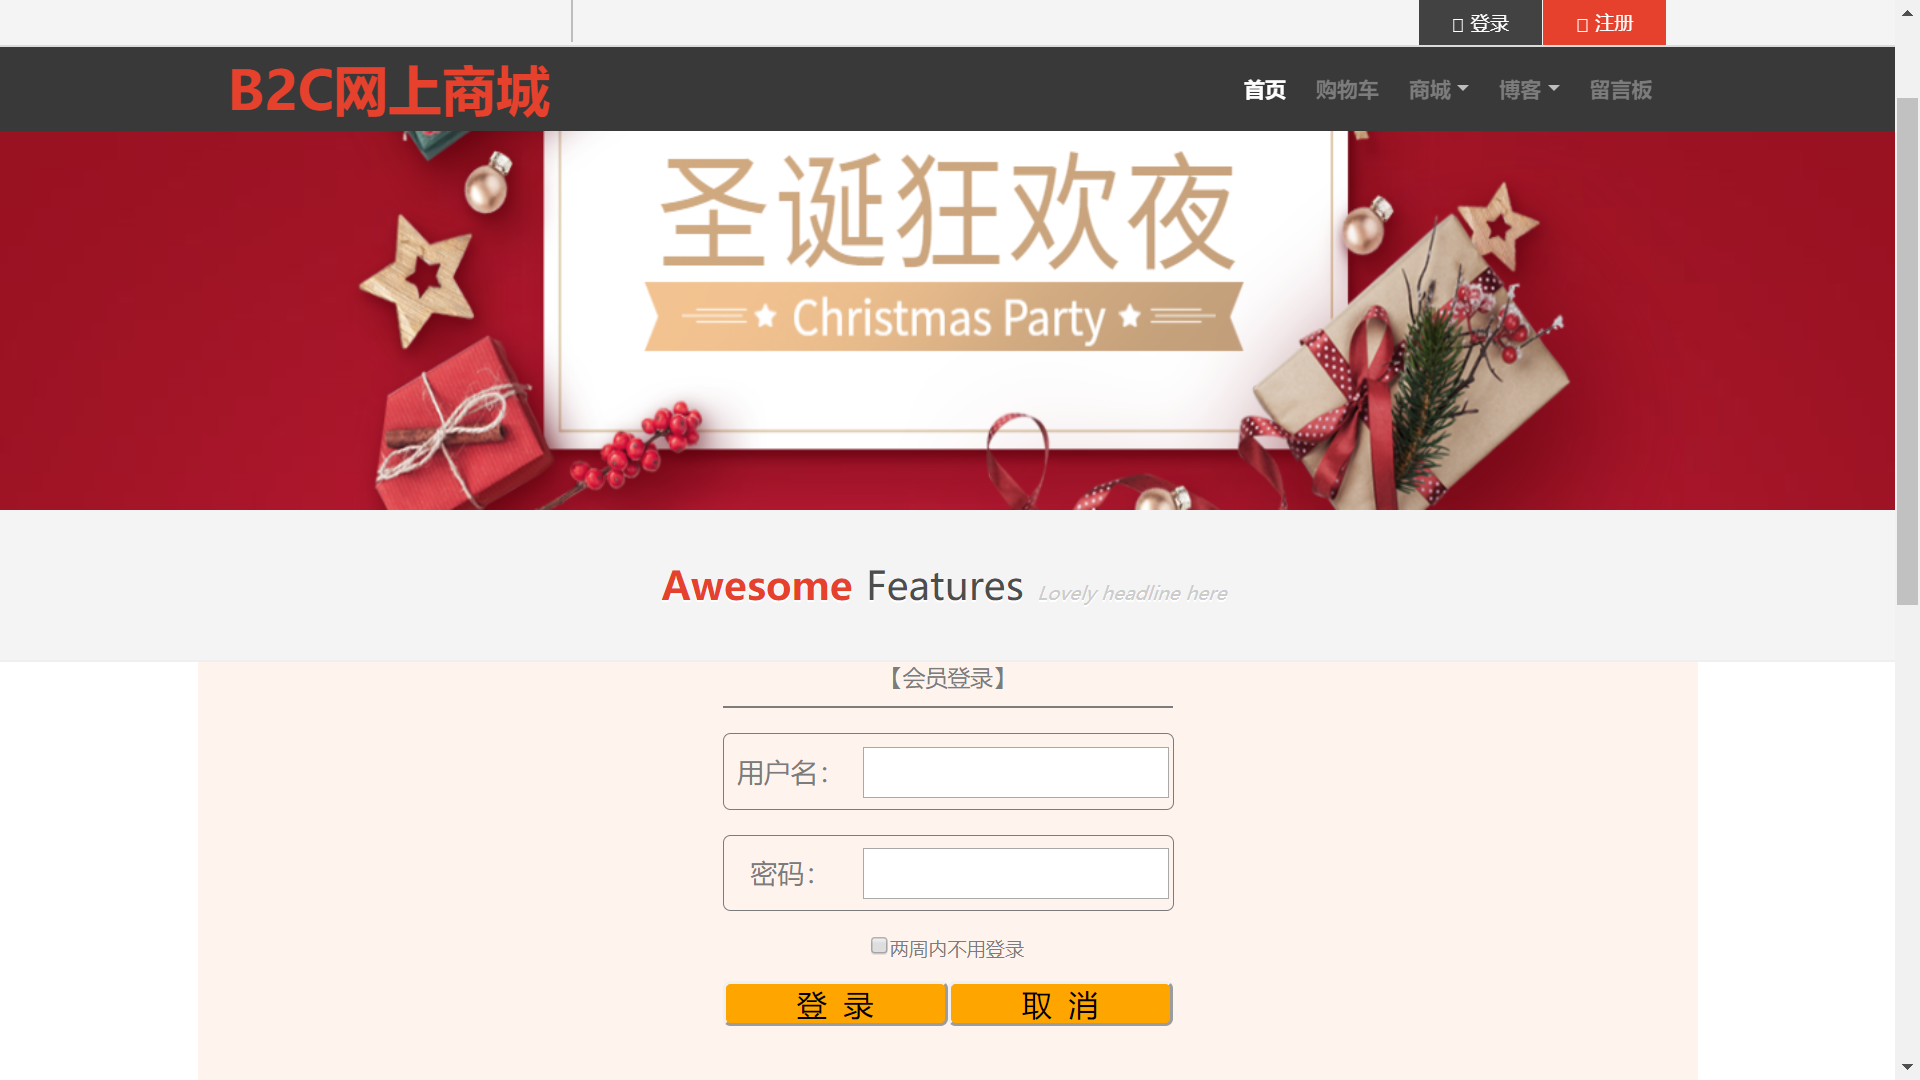 登录 注册
B2C网上商城
首页 购物车 商城 博客 留言板
圣诞狂欢夜
Christmas Party
Awesome Features Lovely headline here
【会员登录】
用户名：
密码：
两周内不用登录
登 录 取 消